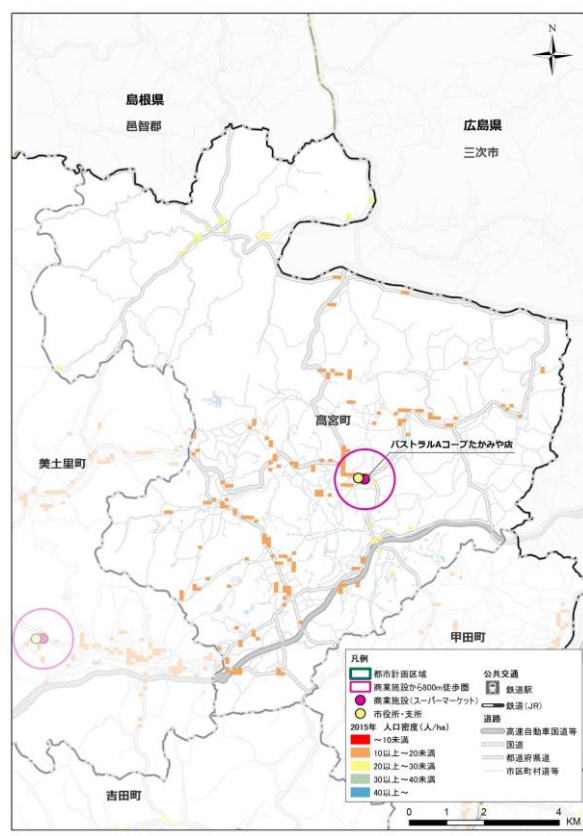 N
島根県
邑智郡
広島県
三次市
高宮町
パストラルAコープたかみや店
美土里町
甲田町
吉田町
凡例
都市計画区域
商業施設から800m徒歩圏
商業施設(スーパーマーケット)
市役所・支所
2015年 人口密度(人/ha)
～10未満
10以上～20未満
20以上～30未満
30以上～40未満
40以上～
公共交通
鉄道駅
鉄道(JR)
道路
高速自動車国道等
国道
都道府県道
市区町村道等
0 2 4
KM